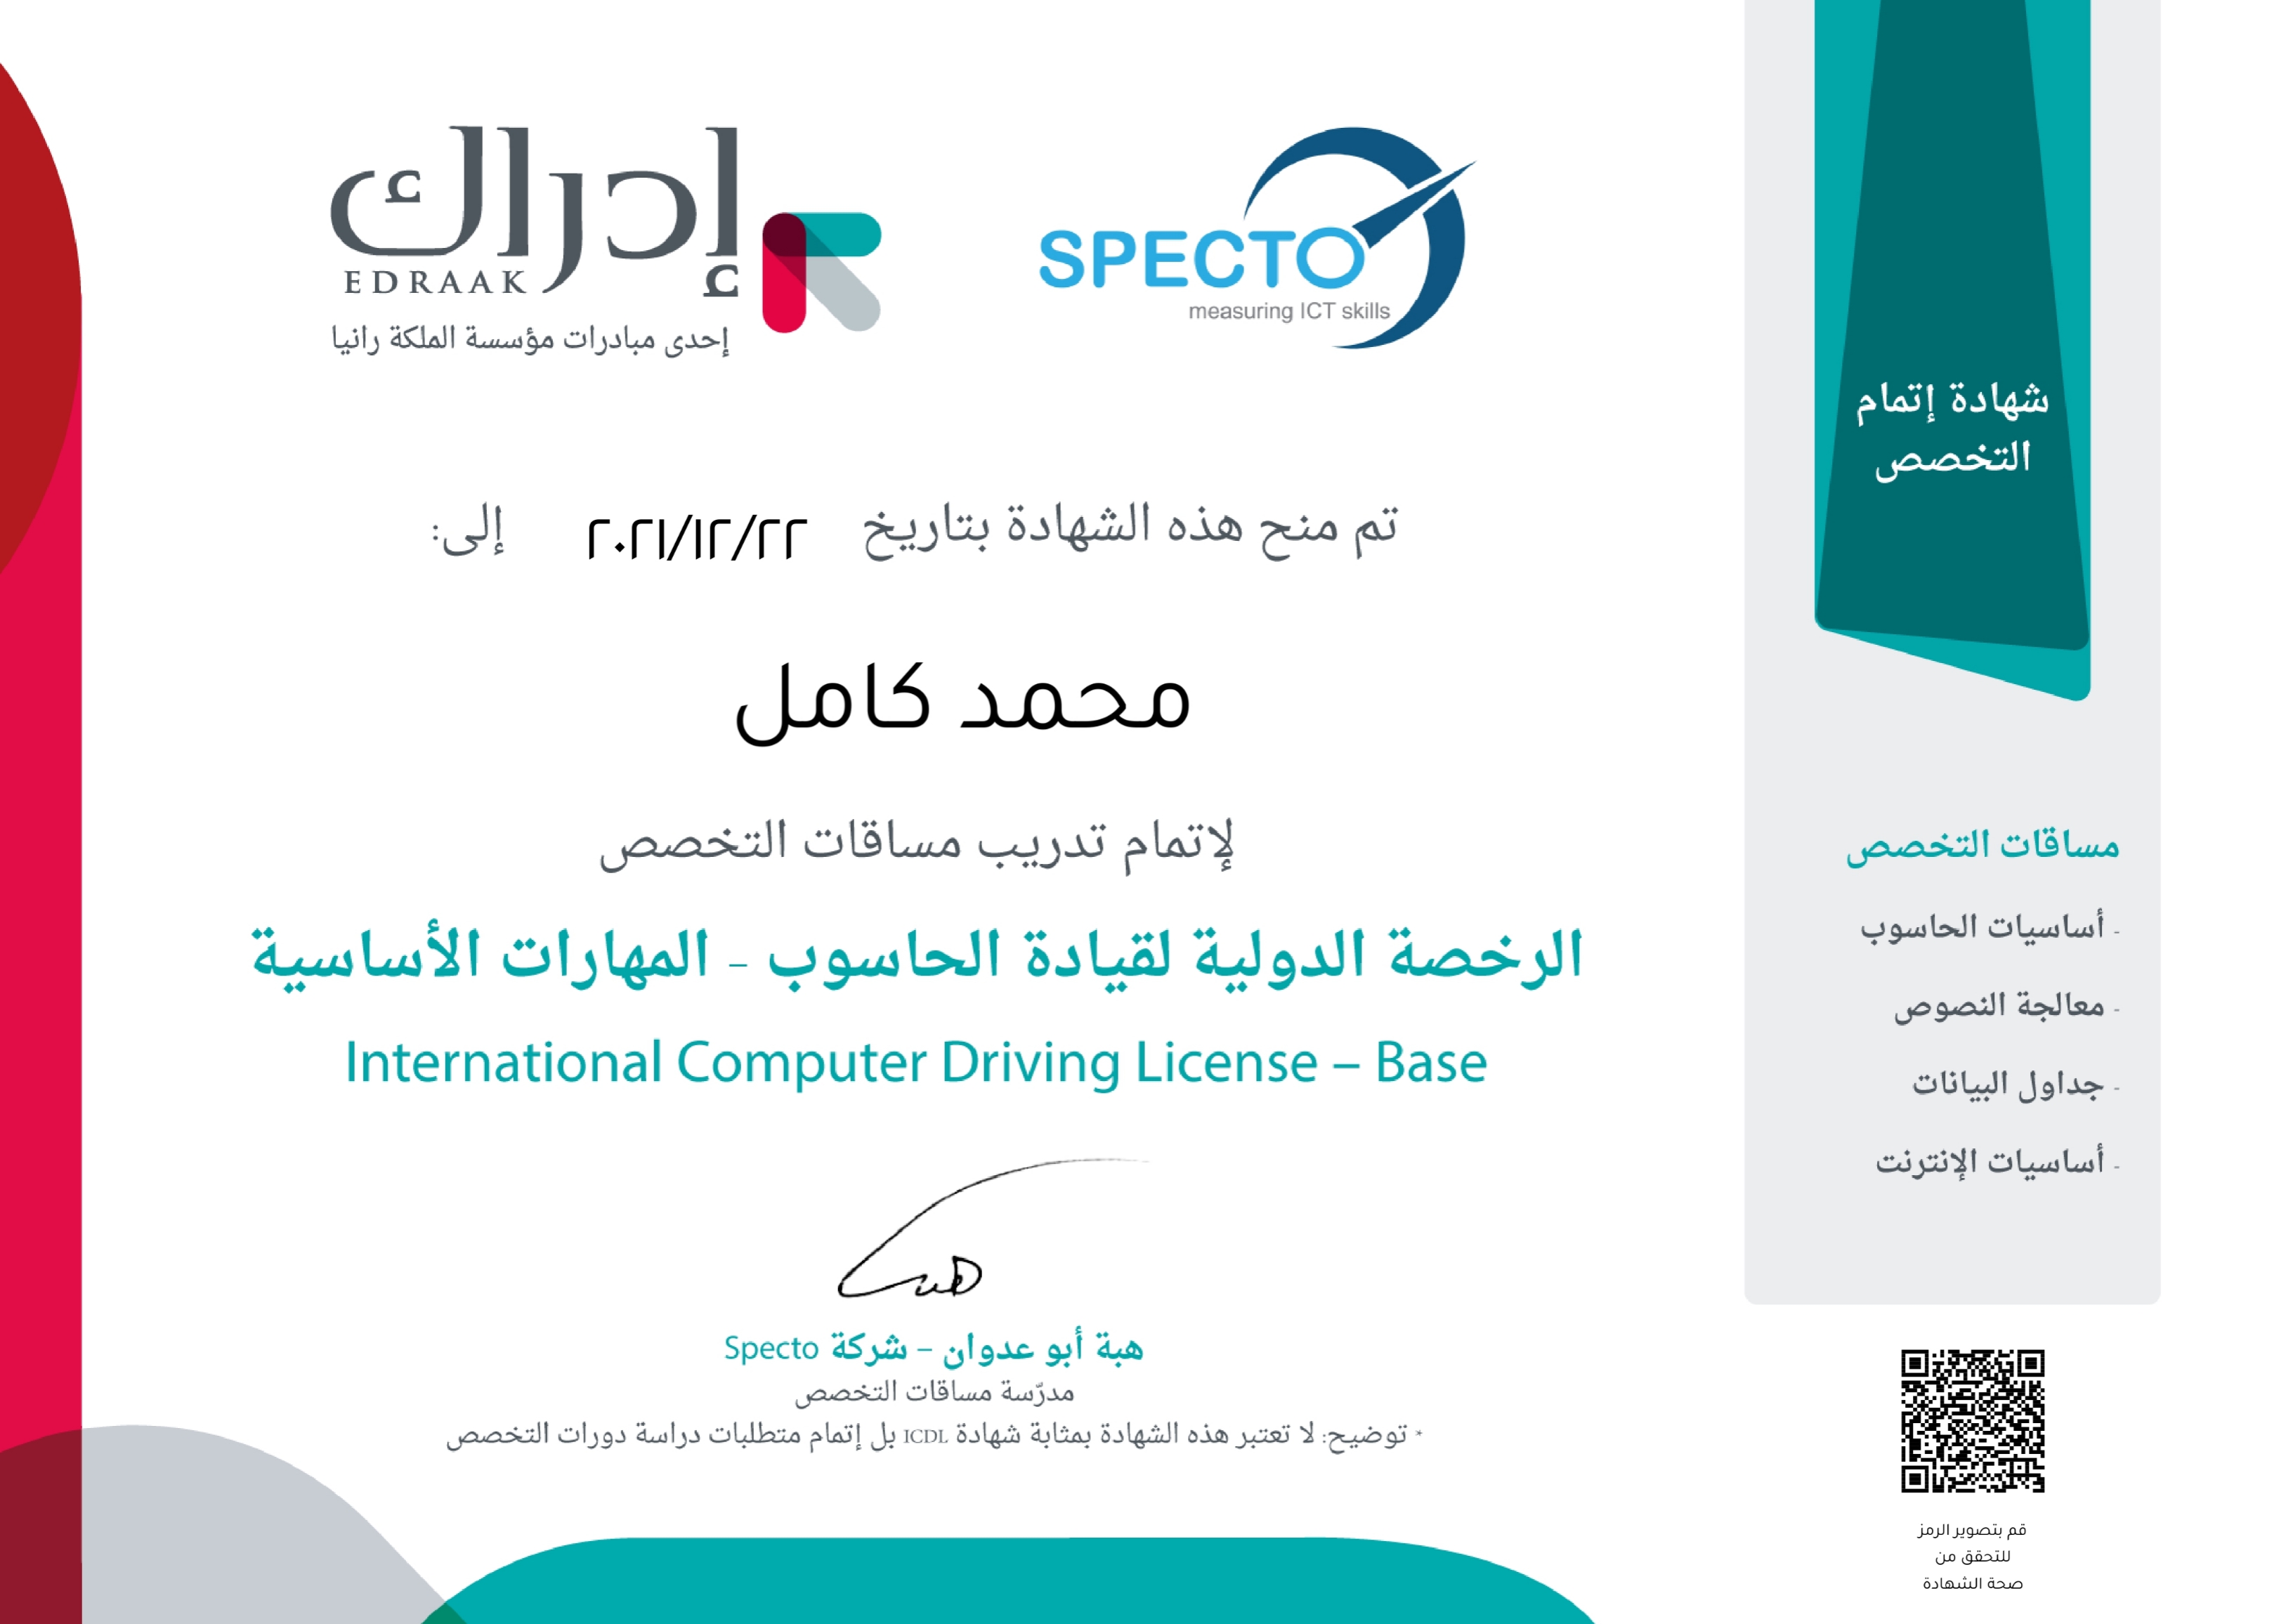 إدراك
EDRAAK
إحدى مبادرات مؤسسة الملكة رانيا
SPECTO
measuring ICT skills
شهادة إتمام
التخصص
تم منح هذه الشهادة بتاريخ ٢٠٢١/١٢/٢٢ إلى:
محمد كامل
لإتمام تدريب مساقات التخصص
الرخصة الدولية لقيادة الحاسوب - المهارات الأساسية
International Computer Driving License – Base
هبة أبو عدوان – شركة Specto
مدرّسة مساقات التخصص
* توضيح: لا تعتبر هذه الشهادة بمثابة شهادة ICDL بل إتمام متطلبات دراسة دورات التخصص
مساقات التخصص
- أساسيات الحاسوب
- معالجة النصوص
- جداول البيانات
- أساسيات الإنترنت
قم بتصوير الرمز
للتحقق من
صحة الشهادة